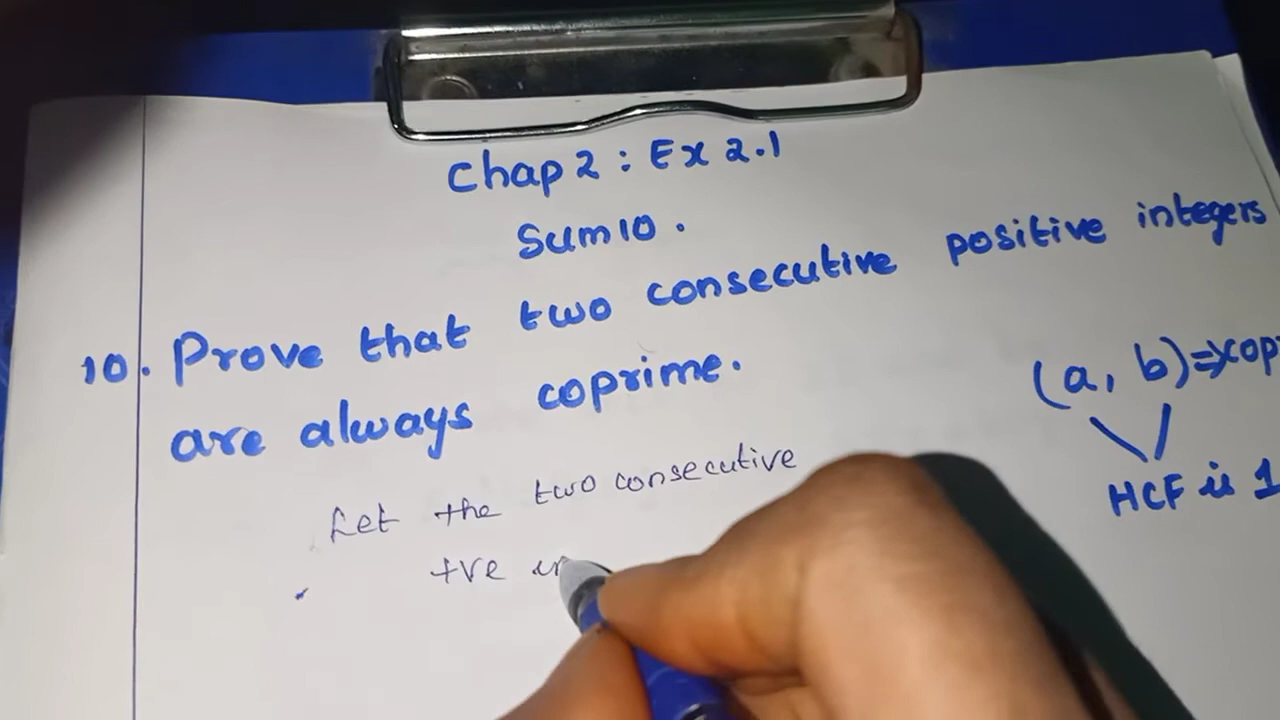 Chap 2 : Ex 2.1
Sum 10 .
10. Prove that two consecutive positive integers
are always coprime.
(a, b) =>
HCF is 1
Let the two consecutive
+ve